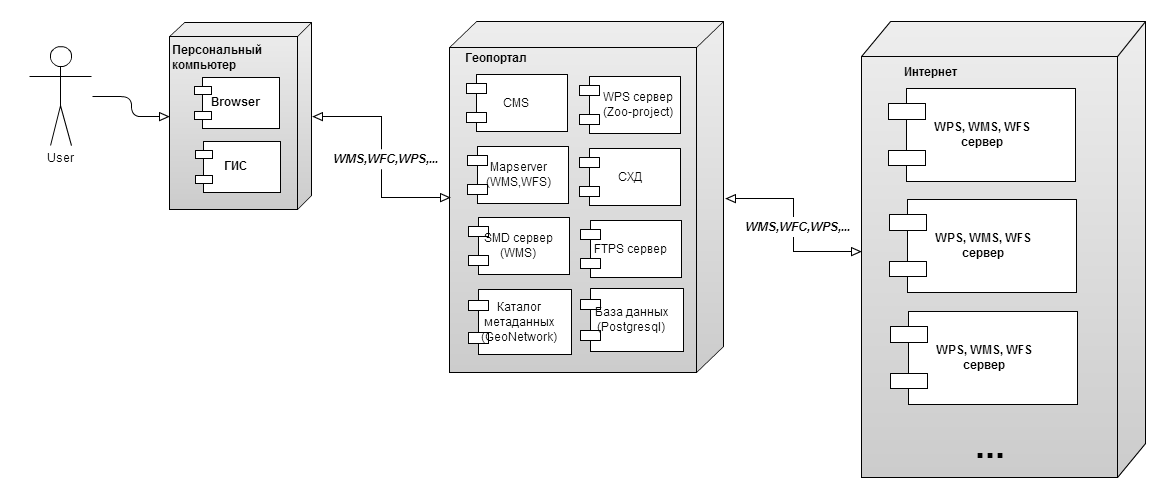 User
Персональный
компьютер
Browser
ГИС
WMS,WFC,WPS,...
Геопортал
CMS
WPS сервер
(Zoo-project)
Mapserver
(WMS,WFS)
СХД
SMD сервер
(WMS)
FTPS сервер
Каталог
метаданных
(GeoNetwork)
База данных
(Postgresql)
WMS,WFC,WPS,...
Интернет
WPS, WMS, WFS
сервер
WPS, WMS, WFS
сервер
WPS, WMS, WFS
сервер
...